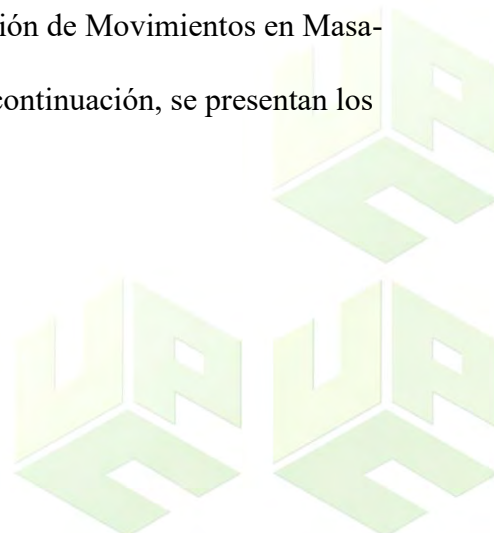 ión de Movimientos en Masa-
continuación, se presentan los